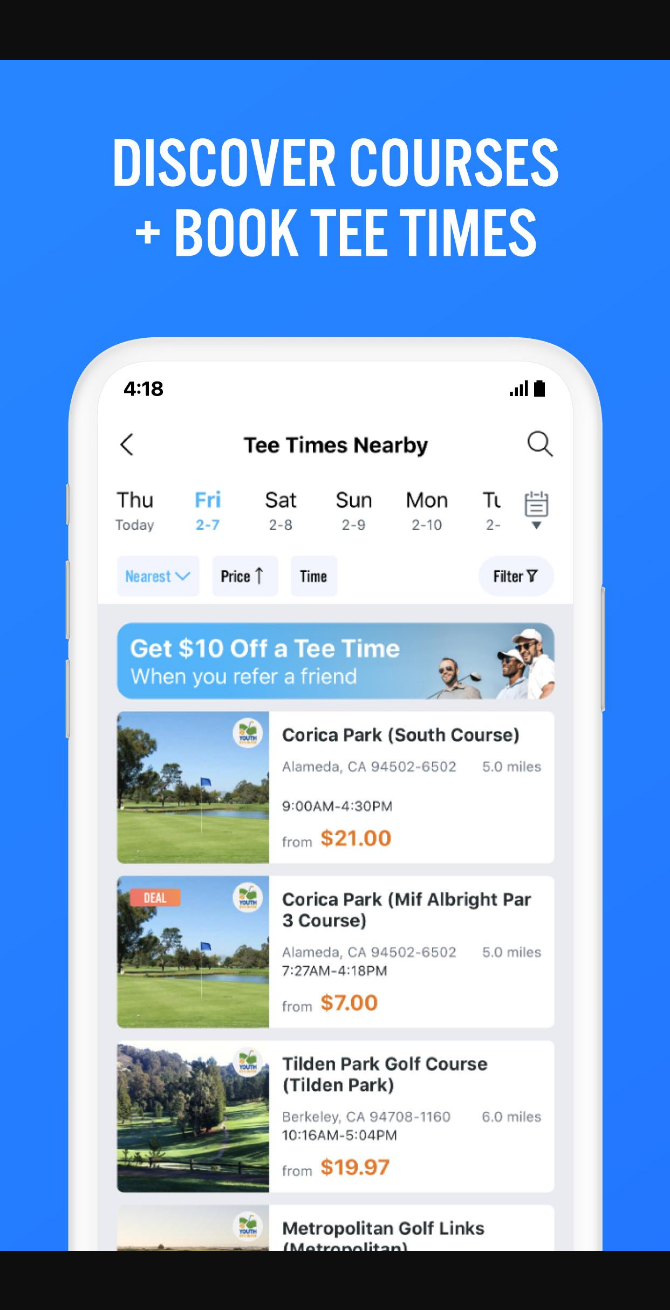 DISCOVER COURSES
+ BOOK TEE TIMES
4:18
Tee Times Nearby
Thu Fri Sat Sun Mon Tu
Today 2-7 2-8 2-9 2-10 2-
Nearest Price ↑ Time Filter
Get $10 Off a Tee Time
When you refer a friend
YOUTH
Corica Park (South Course)
Alameda, CA 94502-6502 5.0 miles
9:00AM-4:30PM
from $21.00
DEAL
YOUTH
Corica Park (Mif Albright Par
3 Course)
Alameda, CA 94502-6502 5.0 miles
7:27AM-4:18PM
from $7.00
YOUTH
Tilden Park Golf Course
(Tilden Park)
Berkeley, CA 94708-1160 6.0 miles
10:16AM-5:04PM
from $19.97
YOUTH
Metropolitan Golf Links
(Metropolitan)